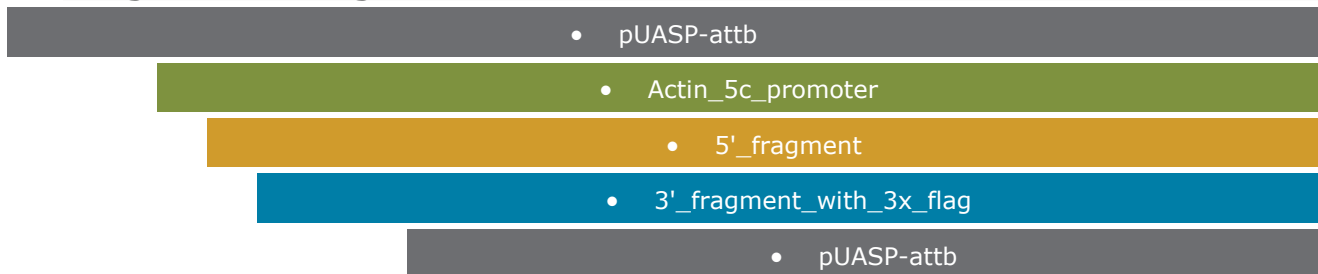 • pUASP-attb
• Actin_5c_promoter
• 5'_fragment
• 3'_fragment_with_3x_flag
• pUASP-attb